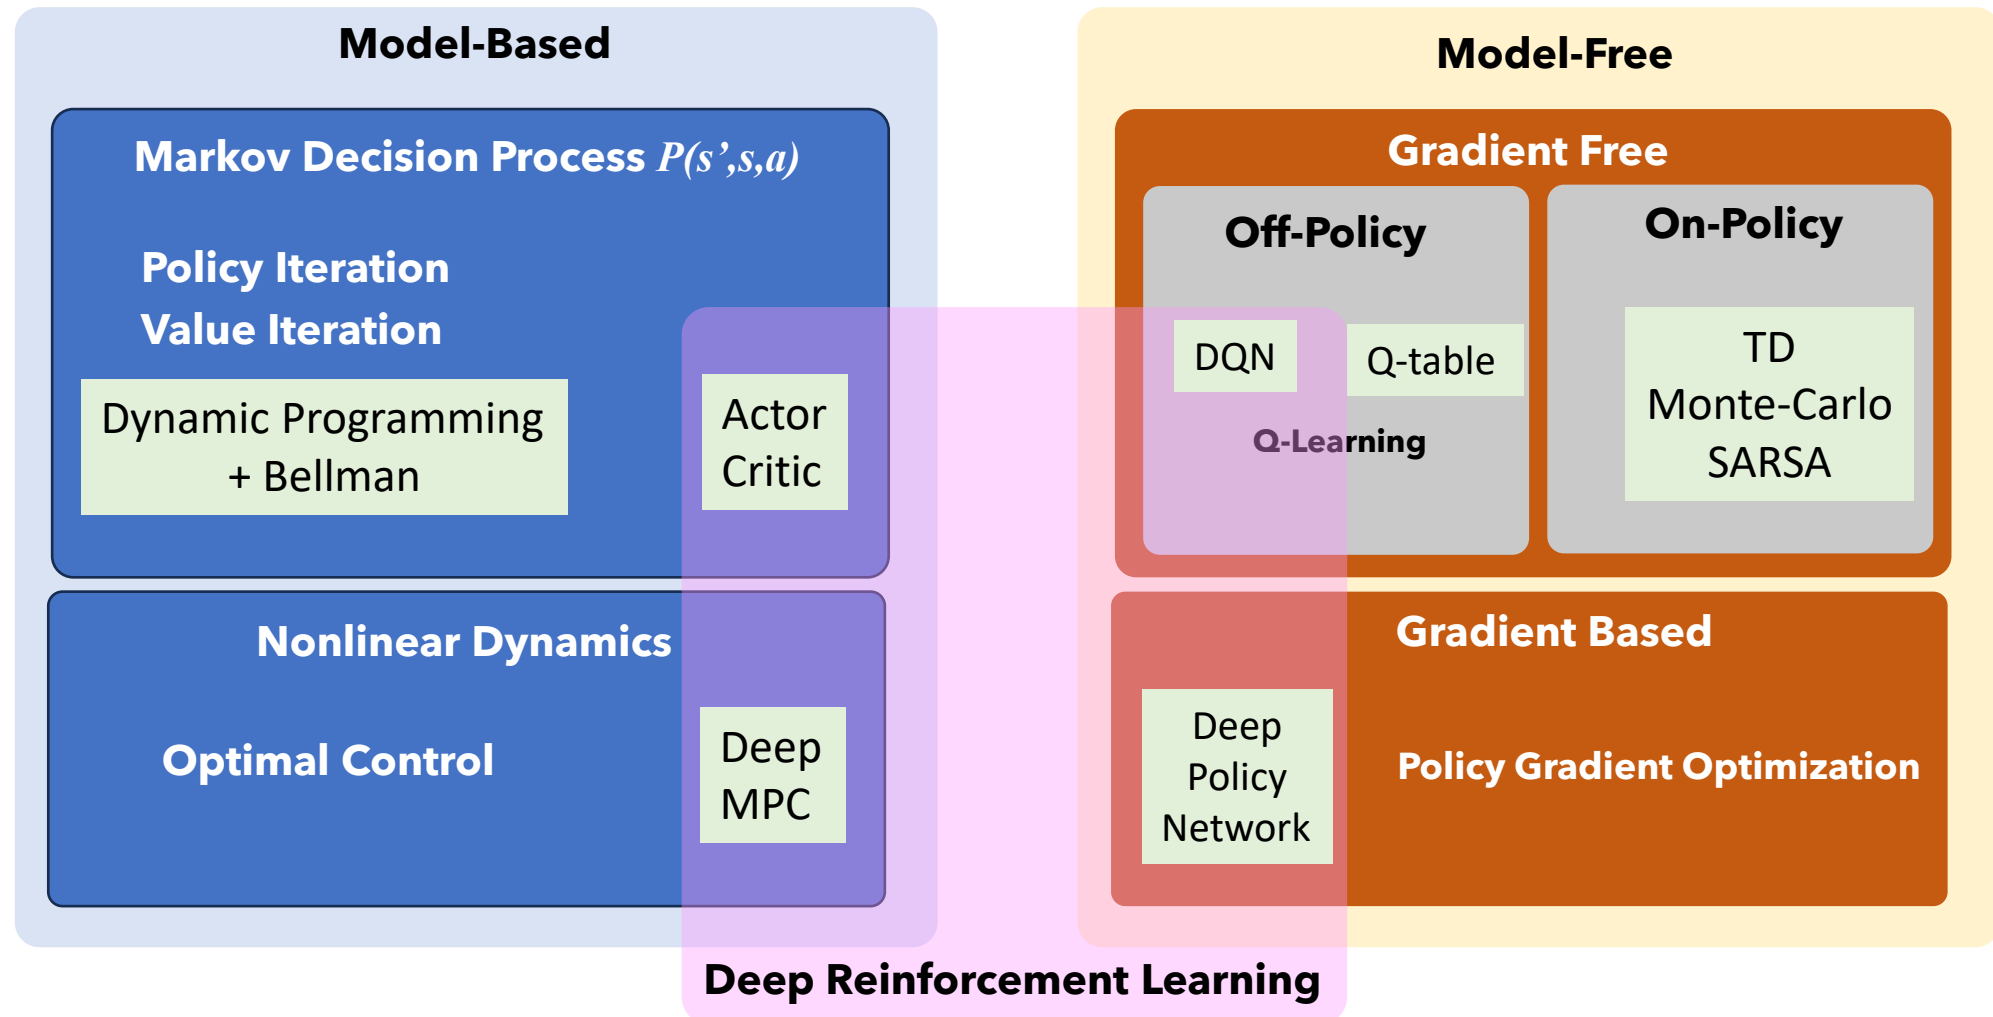 Model-Based
Markov Decision Process P(s’,s,a)
Policy Iteration
Value Iteration
Dynamic Programming
+ Bellman
Actor
Critic
Nonlinear Dynamics
Optimal Control
Deep
MPC
Model-Free
Gradient Free
Off-Policy
DQN
Q-table
Q-Learning
On-Policy
TD
Monte-Carlo
SARSA
Gradient Based
Deep
Policy
Network
Policy Gradient Optimization
Deep Reinforcement Learning